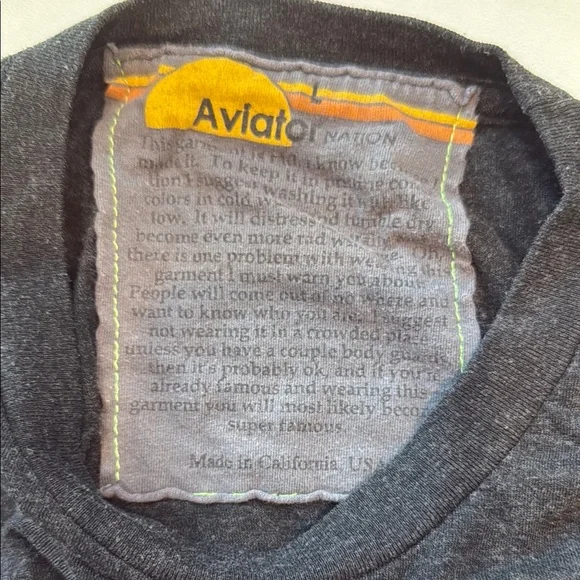 L
Aviator NATION
This garment is rad, I know because I
made it. To keep it in pristine con
tion I suggest washing it with like
colors in cold w tumble dry
low. It will distress and
become even more rad w age. Oh,
there is one problem with wearing this
garment I must warn you about.
People will come out of no where and
want to know who you are. I suggest
not wearing it in a crowded place
unless you have a couple body guards
then it's probably ok, and if you're
already famous and wearing this
garment you will most likely become
super famous.
Made in California USA